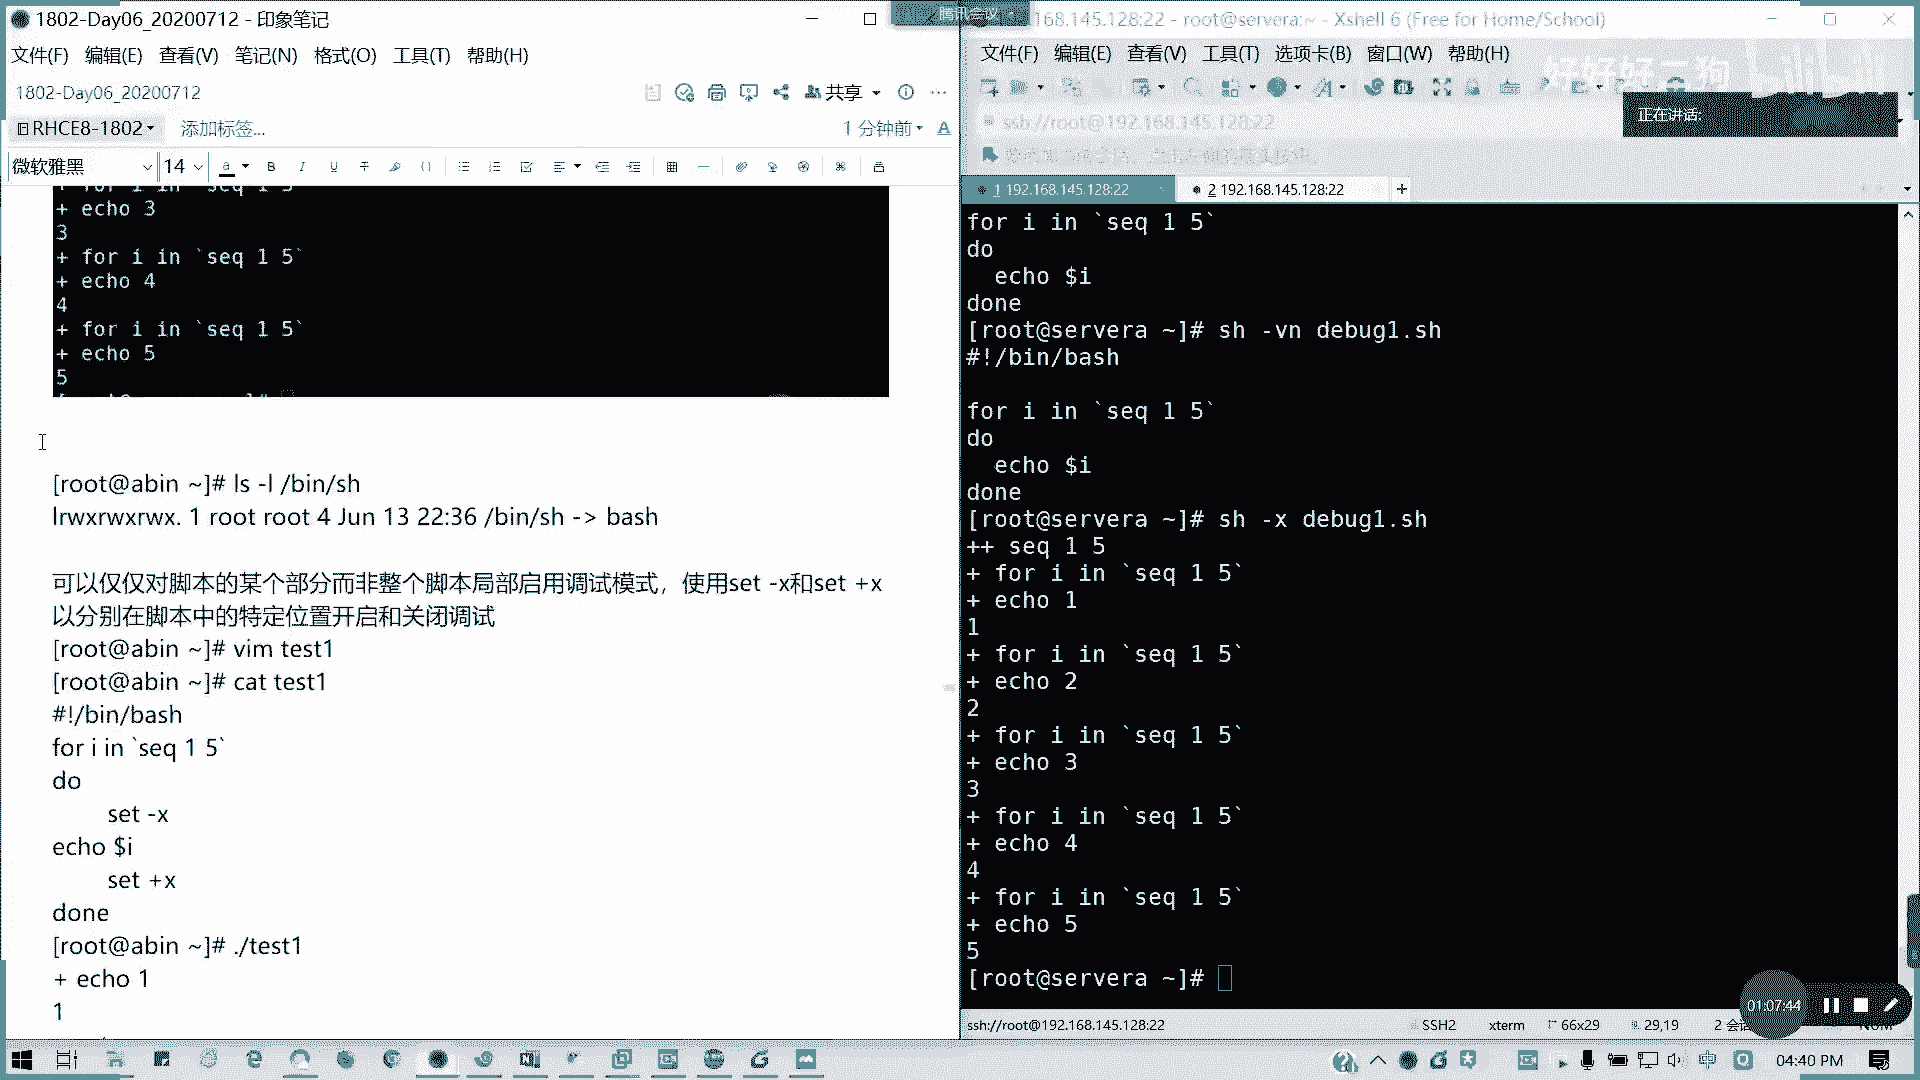 1802-Day06_20200712 - 印象笔记
文件(F) 编辑(E) 查看(V) 笔记(N) 格式(O) 工具(T) 帮助(H)
1802-Day06_20200712
共享
RHCE8-1802
添加标签...
1 分钟前
微软雅黑
14
+ echo 3
3
+ for i in `seq 1 5`
+ echo 4
4
+ for i in `seq 1 5`
+ echo 5
5
[root@abin ~]# ls -l /bin/sh
lrwxrwxrwx. 1 root root 4 Jun 13 22:36 /bin/sh -> bash
可以仅仅对脚本的某个部分而非整个脚本局部启用调试模式，使用set -x和set +x
以分别在脚本中的特定位置开启和关闭调试
[root@abin ~]# vim test1
[root@abin ~]# cat test1
#!/bin/bash
for i in `seq 1 5`
do
set -x
echo $i
set +x
done
[root@abin ~]# ./test1
+ echo 1
1
腾讯会议
168.145.128:22 - root@servera:~ - Xshell 6 (Free for Home/School)
文件(F) 编辑(E) 查看(V) 工具(T) 选项卡(B) 窗口(W) 帮助(H)
好好好二狗
bilibili
正在讲话:
ssh://root@192.168.145.128:22
1 192.168.145.128:22
2 192.168.145.128:22
for i in `seq 1 5`
do
echo $i
done
[root@servera ~]# sh -vn debug1.sh
#!/bin/bash
for i in `seq 1 5`
do
echo $i
done
[root@servera ~]# sh -x debug1.sh
++ seq 1 5
+ for i in `seq 1 5`
+ echo 1
1
+ for i in `seq 1 5`
+ echo 2
2
+ for i in `seq 1 5`
+ echo 3
3
+ for i in `seq 1 5`
+ echo 4
4
+ for i in `seq 1 5`
+ echo 5
5
[root@servera ~]#
01:07:44
ssh://root@192.168.145.128:22
SSH2
xterm
66x29
29,19
2 会
NUM
中
04:40 PM